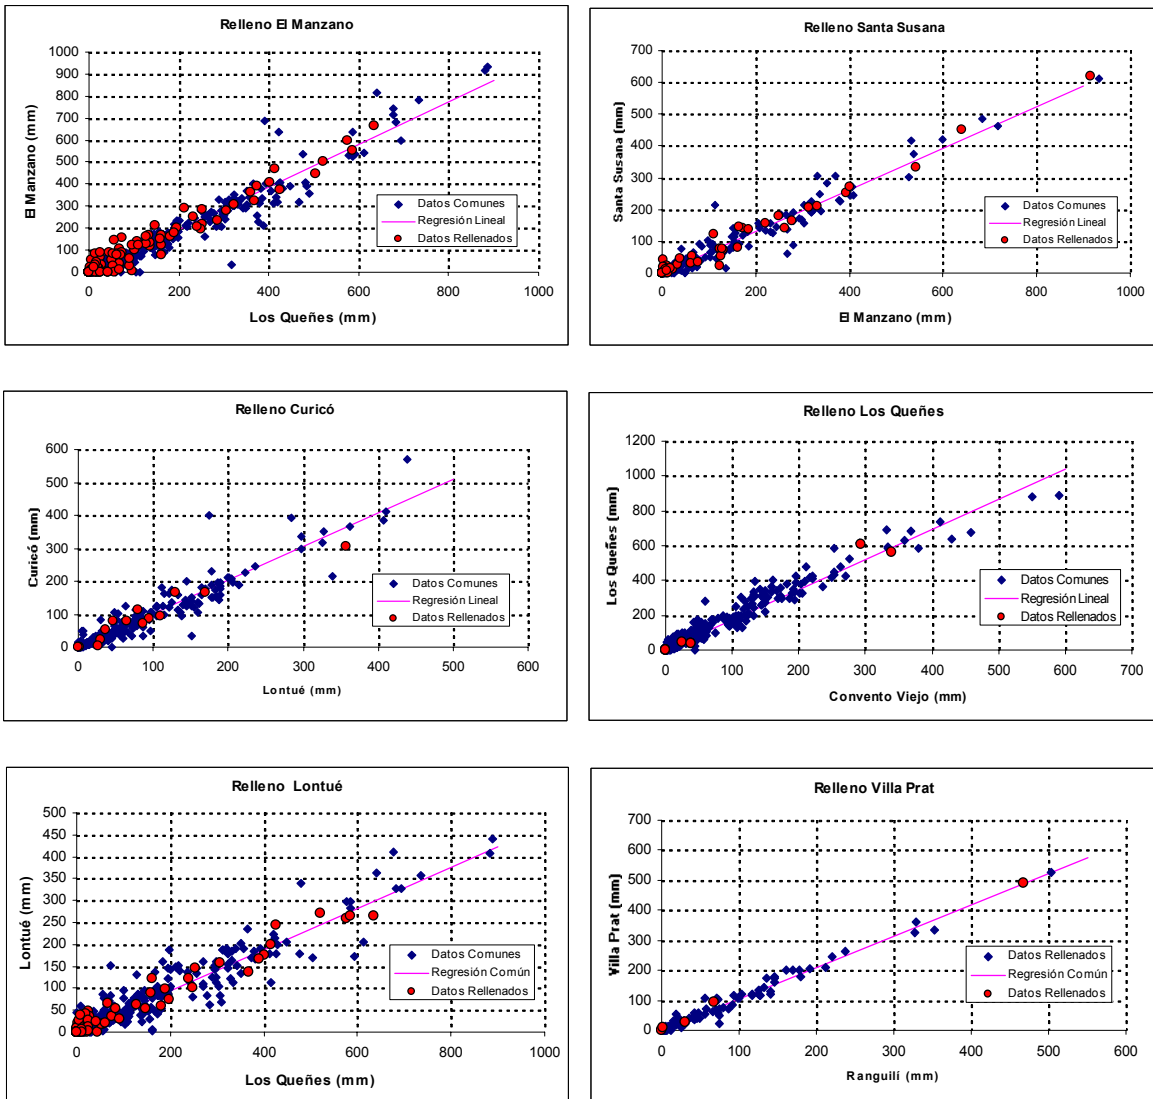 Relleno El Manzano
1000
900
800
700
600
500
400
300
200
100
0
0 200 400 600 800 1000
El Manzano (mm)
Los Queñes (mm)
Datos Comunes
Regresión Lineal
Datos Rellenados
Relleno Santa Susana
700
600
500
400
300
200
100
0
0 200 400 600 800 1000
Santa Susana (mm)
El Manzano (mm)
Datos Comunes
Regresión Lineal
Datos Rellenados
Relleno Curicó
600
500
400
300
200
100
0
0 100 200 300 400 500 600
Curicó (mm)
Lontué (mm)
Datos Comunes
Regresión Lineal
Datos Rellenados
Relleno Los Queñes
1200
1000
800
600
400
200
0
0 100 200 300 400 500 600 700
Los Queñes (mm)
Convento Viejo (mm)
Datos Comunes
Regresión Lineal
Datos Rellenados
Relleno Lontué
500
450
400
350
300
250
200
150
100
50
0
0 200 400 600 800 1000
Lontué (mm)
Los Queñes (mm)
Datos Comunes
Regresión Común
Datos Rellenados
Relleno Villa Prat
700
600
500
400
300
200
100
0
0 100 200 300 400 500 600
Villa Prat (mm)
Ranguilí (mm)
Datos Rellenados
Regresión Común
Datos Rellenados